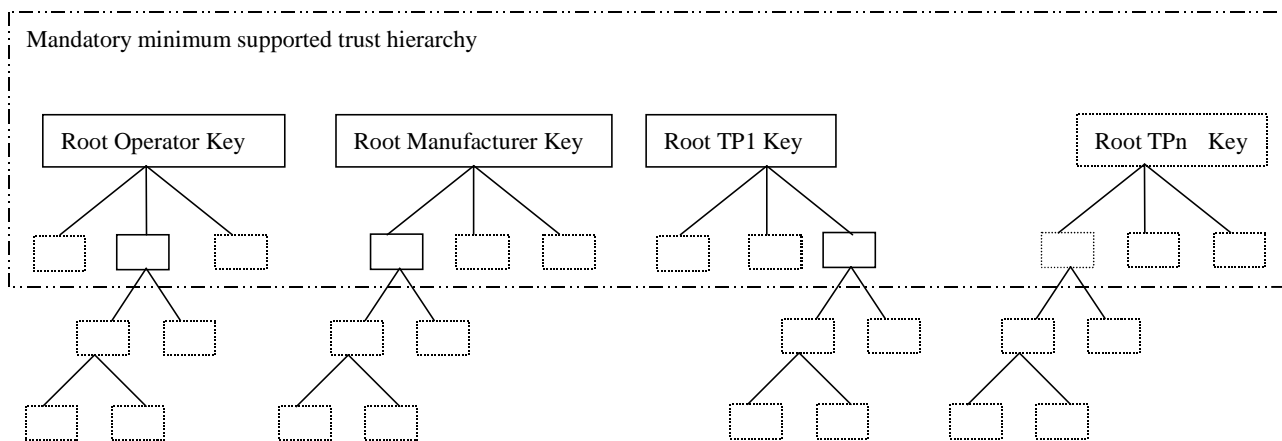 Mandatory minimum supported trust hierarchy
Root Operator Key
Root Manufacturer Key
Root TP1 Key
Root TPn Key